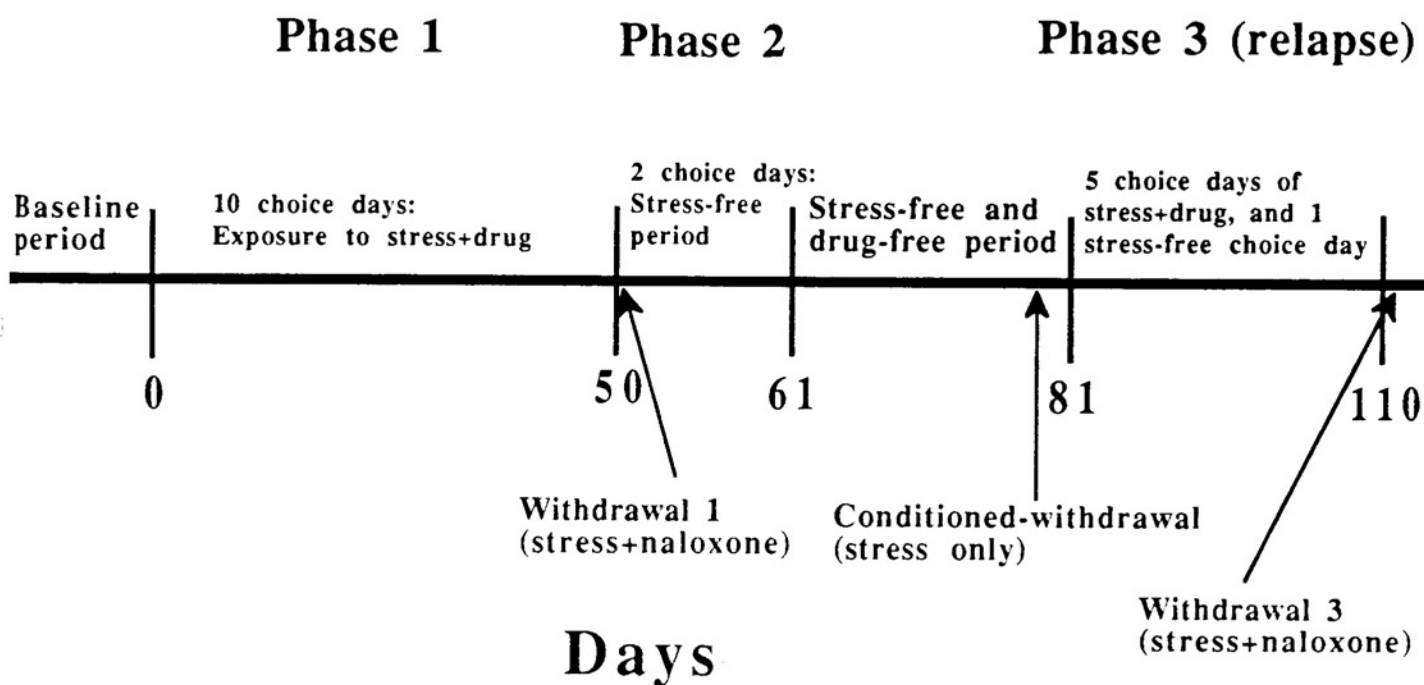 Phase 1
Phase 2
Phase 3 (relapse)
Baseline
period
10 choice days:
Exposure to stress+drug
2 choice days:
Stress-free
period
Stress-free and
drug-free period
5 choice days of
stress+drug, and 1
stress-free choice day
0
50
61
81
110
Withdrawal 1
(stress+naloxone)
Conditioned-withdrawal
(stress only)
Withdrawal 3
(stress+naloxone)
Days